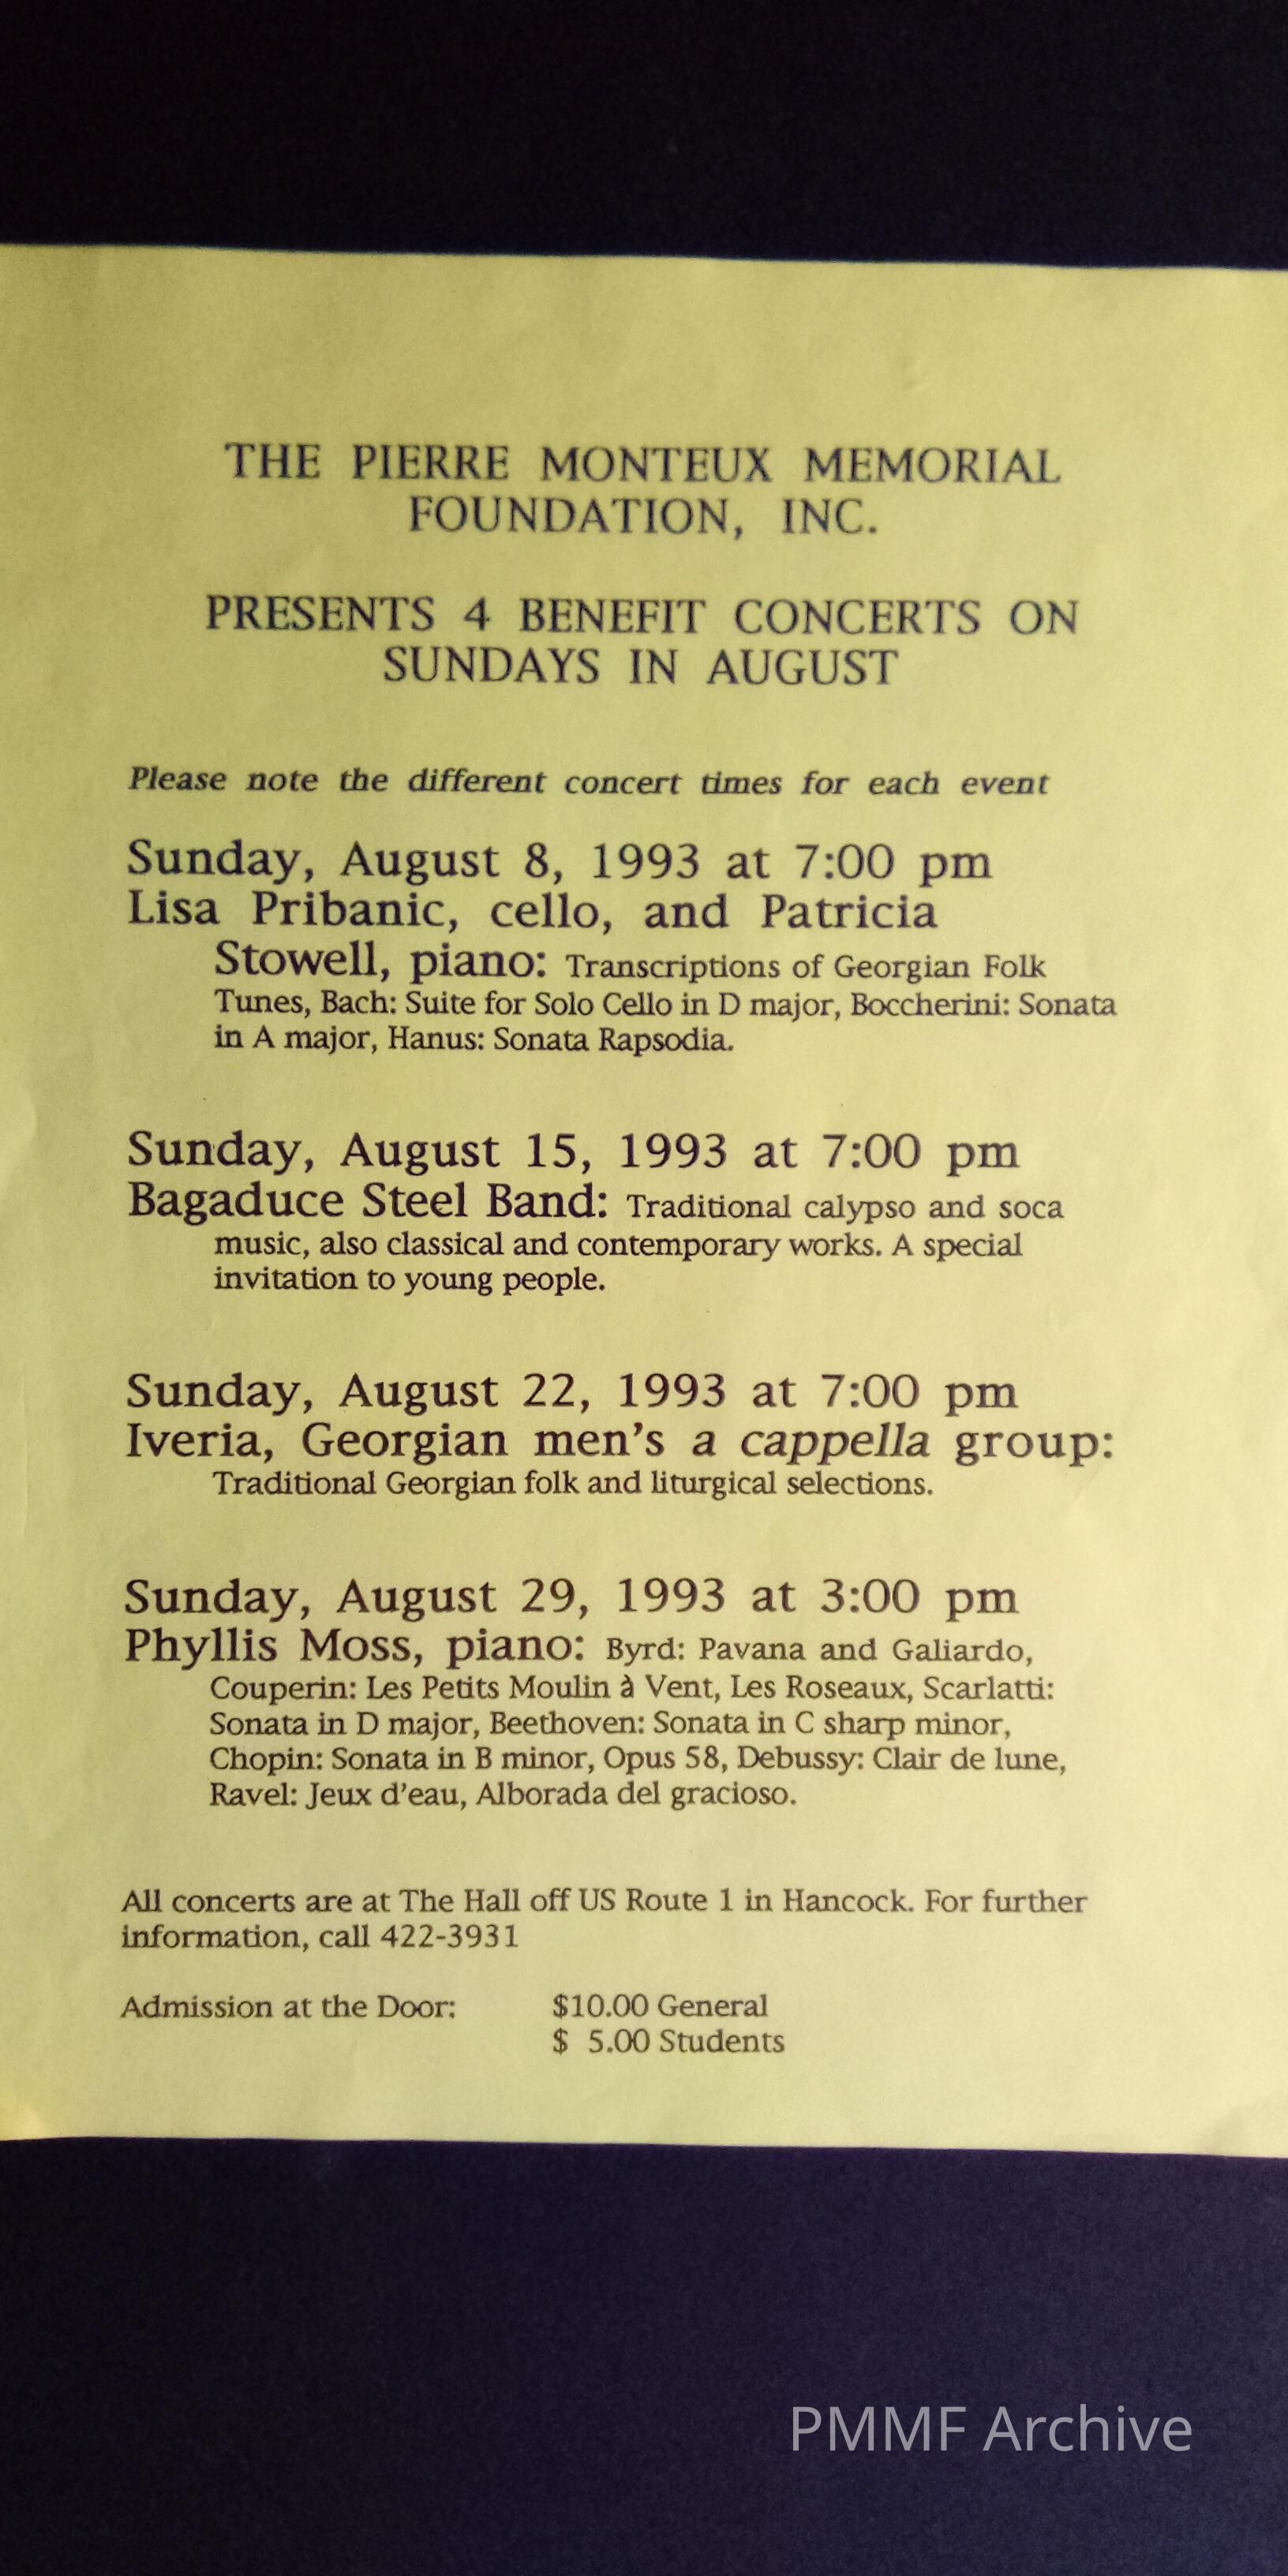 THE PIERRE MONTEUX MEMORIAL
FOUNDATION, INC.
PRESENTS 4 BENEFIT CONCERTS ON
SUNDAYS IN AUGUST
Please note the different concert times for each event
Sunday, August 8, 1993 at 7:00 pm
Lisa Pribanic, cello, and Patricia
Stowell, piano: Transcriptions of Georgian Folk
Tunes, Bach: Suite for Solo Cello in D major, Boccherini: Sonata
in A major, Hanus: Sonata Rapsodia.
Sunday, August 15, 1993 at 7:00 pm
Bagaduce Steel Band: Traditional calypso and soca
music, also classical and contemporary works. A special
invitation to young people.
Sunday, August 22, 1993 at 7:00 pm
Iveria, Georgian men's a cappella group:
Traditional Georgian folk and liturgical selections.
Sunday, August 29, 1993 at 3:00 pm
Phyllis Moss, piano: Byrd: Pavana and Galiardo,
Couperin: Les Petits Moulin à Vent, Les Roseaux, Scarlatti:
Sonata in D major, Beethoven: Sonata in C sharp minor,
Chopin: Sonata in B minor, Opus 58, Debussy: Clair de lune,
Ravel: Jeux d'eau, Alborada del gracioso.
All concerts are at The Hall off US Route 1 in Hancock. For further
information, call 422-3931
Admission at the Door: $10.00 General
$ 5.00 Students
PMMF Archive